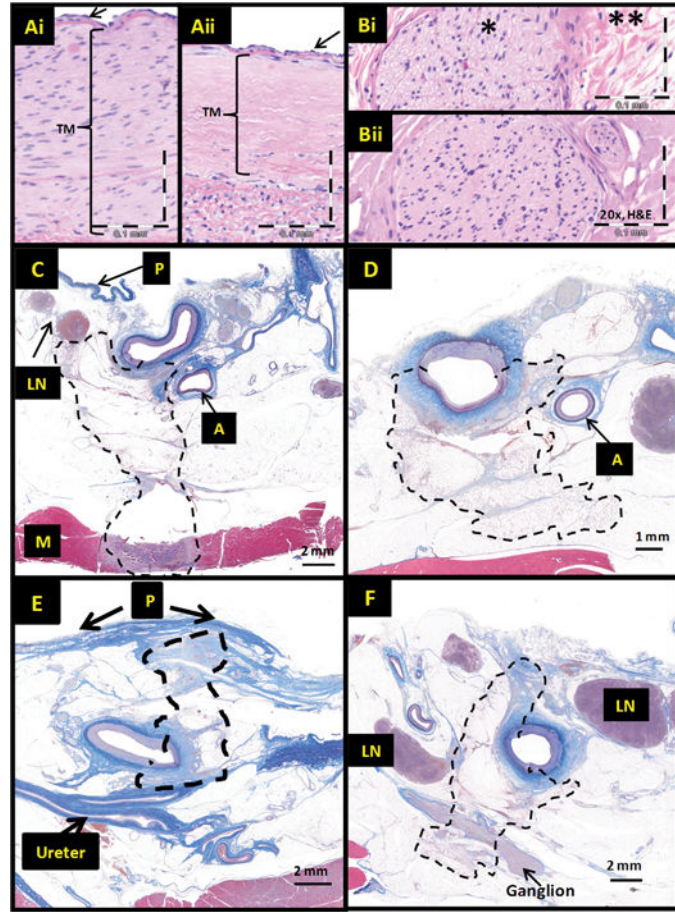 Ai
TM
0.1 mm
Aii
TM
0.1 mm
Bi
*
**
0.1 mm
Bii
20x, H&E
0.1 mm
C
P
LN
A
M
2 mm
D
A
1 mm
E
P
Ureter
2 mm
F
LN
LN
Ganglion
2 mm